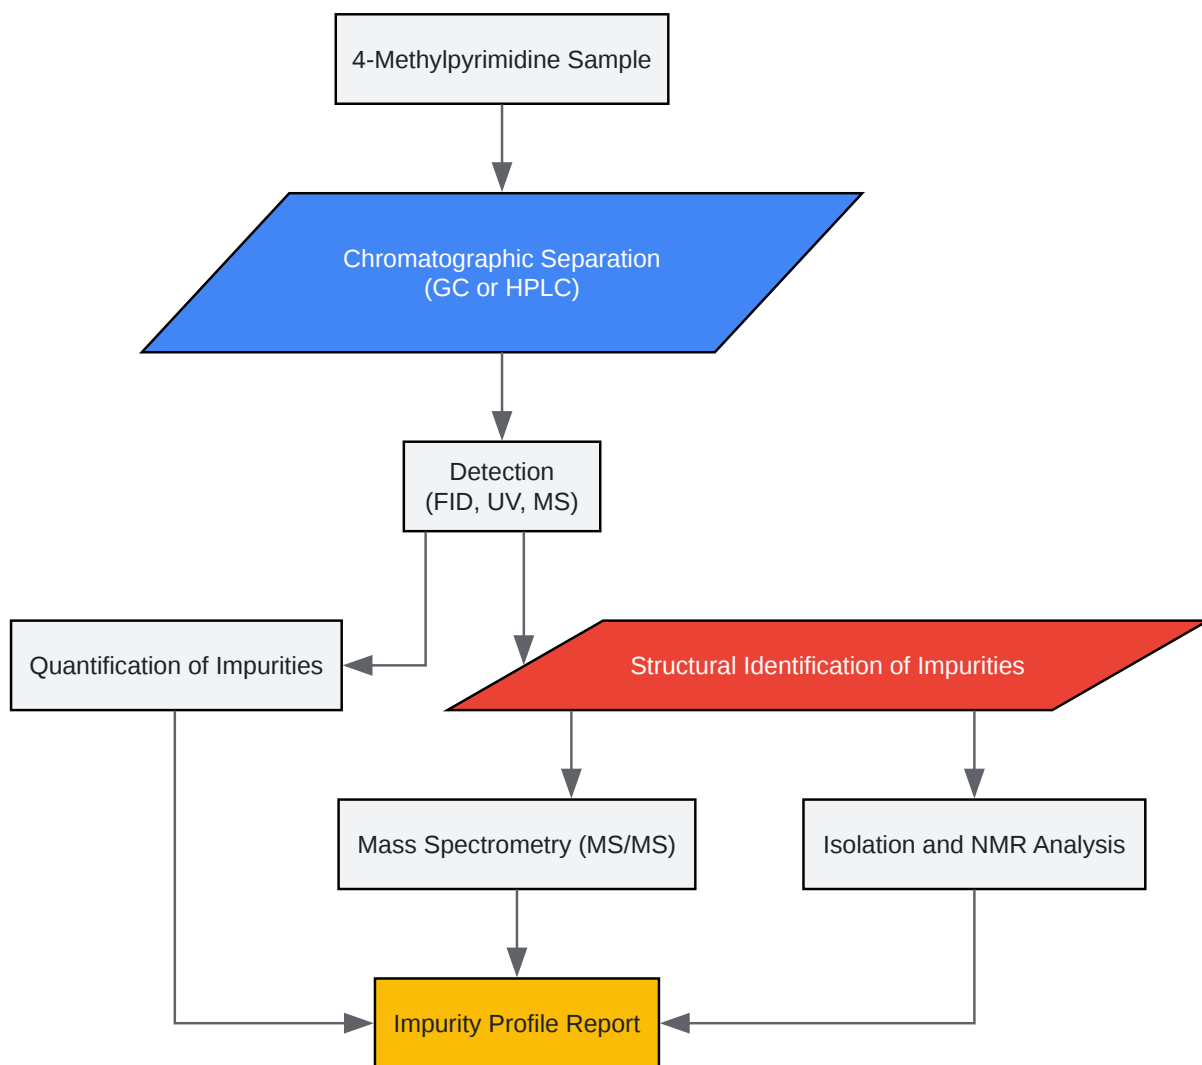 4-Methylpyrimidine Sample
Chromatographic Separation
(GC or HPLC)
Detection
(FID, UV, MS)
Quantification of Impurities
Structural Identification of Impurities
Mass Spectrometry (MS/MS)
Isolation and NMR Analysis
Impurity Profile Report